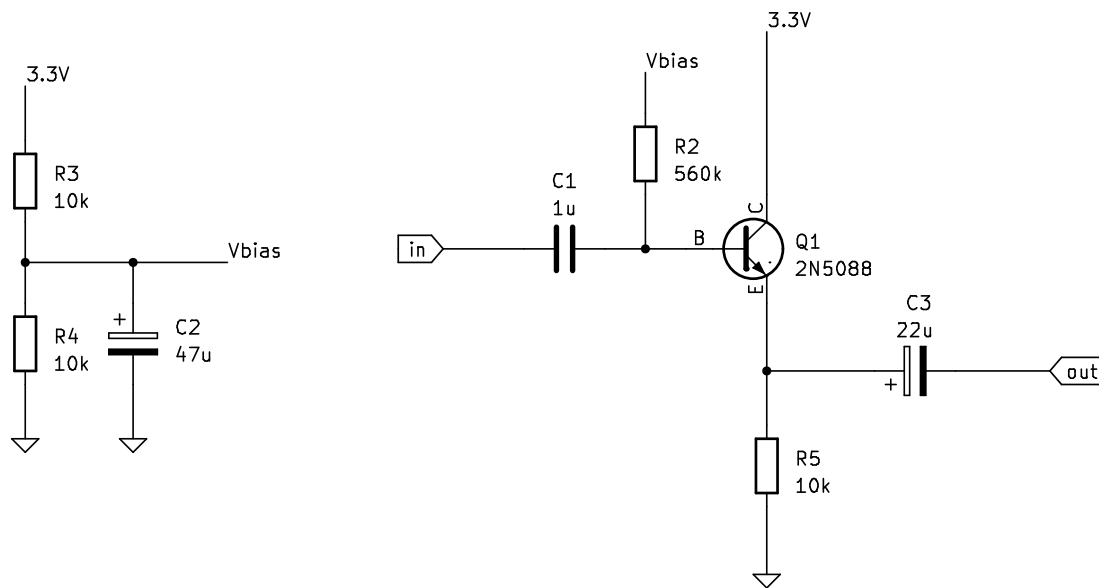 3.3V
R3
10k
Vbias
R4
10k
+
C2
47u
3.3V
Vbias
R2
560k
C1
1u
in
B
C
E
Q1
2N5088
C3
22u
+
out
R5
10k